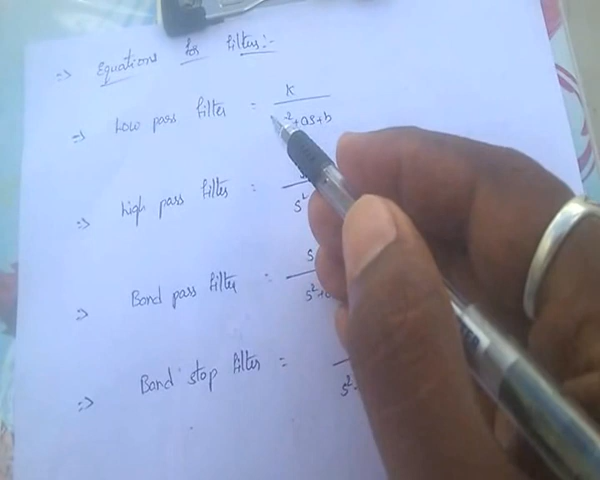 => Equations for filters:-
=> Low pass filter = K / s²+as+b
=> high pass filter = s²
=> Band pass filter = s / s²+
=> Band stop filter = s²